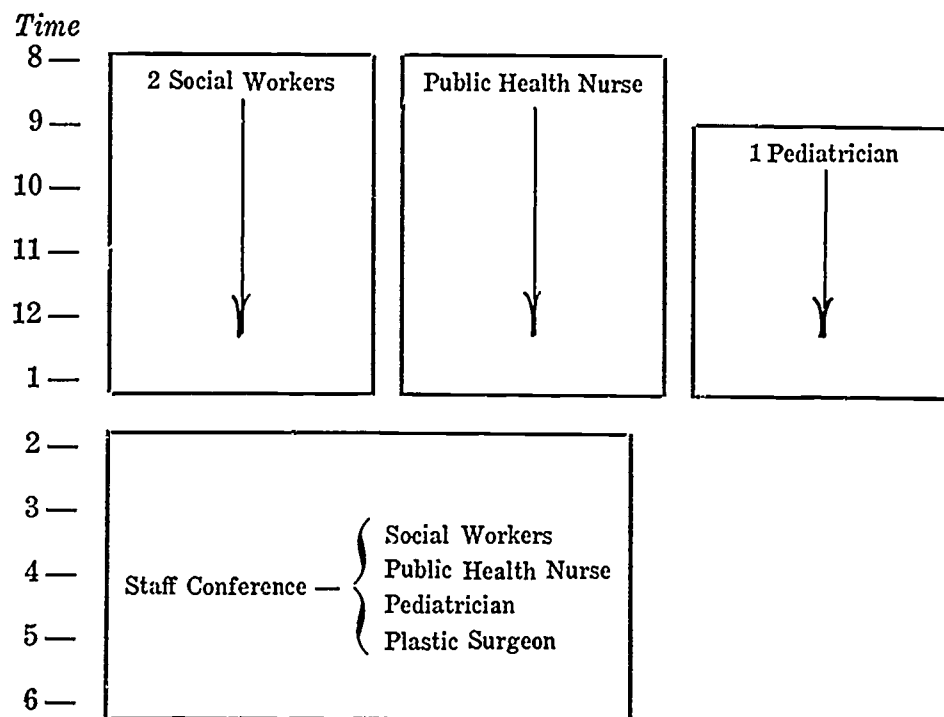 Time
8 —
2 Social Workers
Public Health Nurse
9 —
1 Pediatrician
10 —
11 —
12 —
1 —
2 —
3 —
Social Workers
4 —
Public Health Nurse
Staff Conference —
Pediatrician
5 —
Plastic Surgeon
6 —